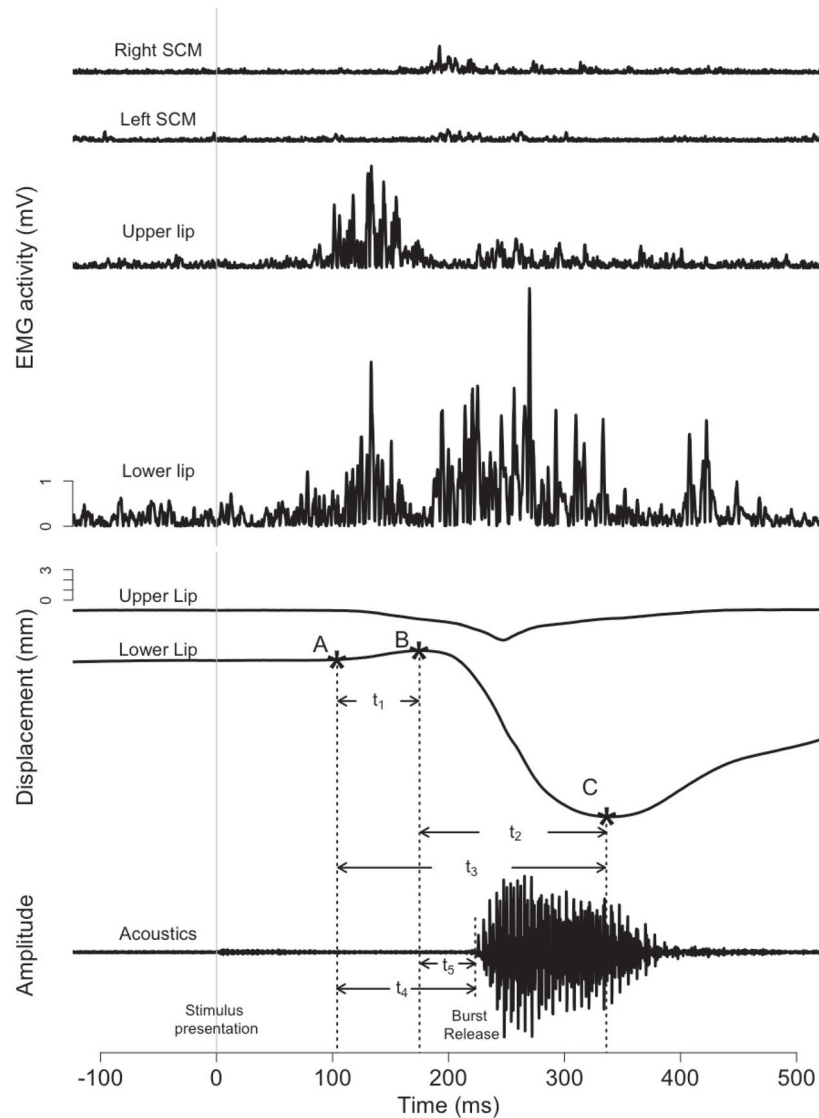 Right SCM
Left SCM
Upper lip
Lower lip
EMG activity (mV)
1
0
3
0
Upper Lip
Lower Lip
A
B
C
Displacement (mm)
t1
t2
t3
Acoustics
Amplitude
t5
t4
Stimulus
presentation
Burst
Release
-100 0 100 200 300 400 500
Time (ms)